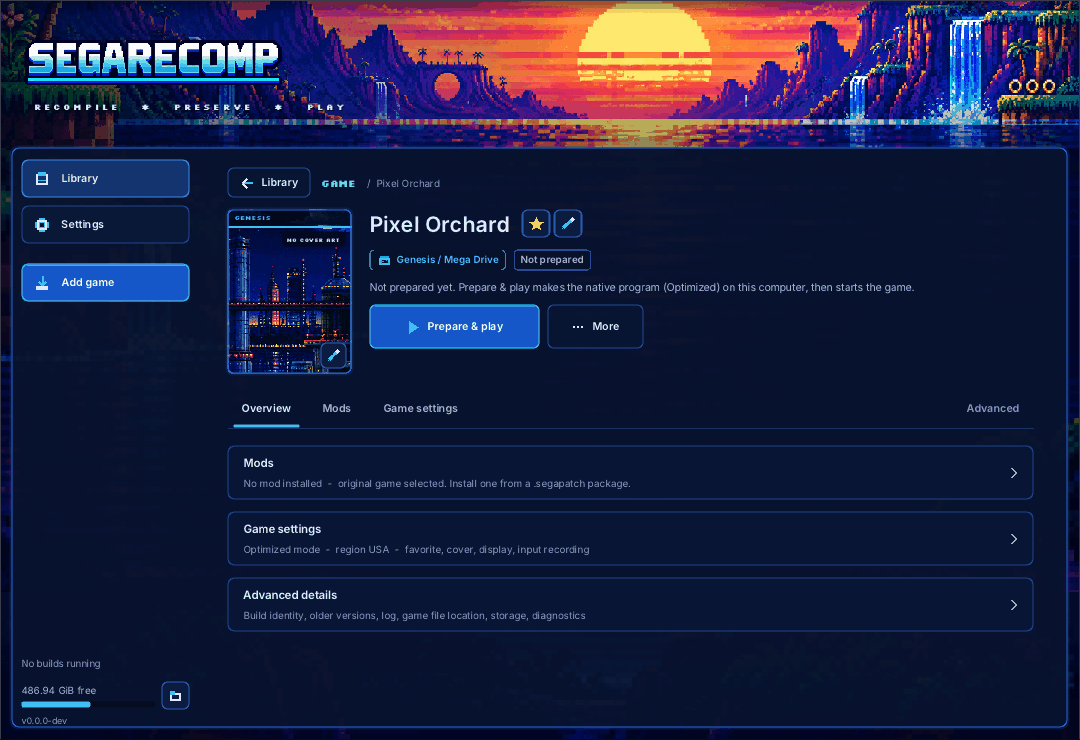 SEGARECOMP
RECOMPILE * PRESERVE * PLAY
Library
Settings
Add game
Library GAME / Pixel Orchard
GENESIS
NO COVER ART
Pixel Orchard
Genesis / Mega Drive Not prepared
Not prepared yet. Prepare & play makes the native program (Optimized) on this computer, then starts the game.
Prepare & play ... More
Overview Mods Game settings Advanced
Mods
No mod installed - original game selected. Install one from a .segapatch package.
Game settings
Optimized mode - region USA - favorite, cover, display, input recording
Advanced details
Build identity, older versions, log, game file location, storage, diagnostics
No builds running
486.94 GiB free
v0.0.0-dev